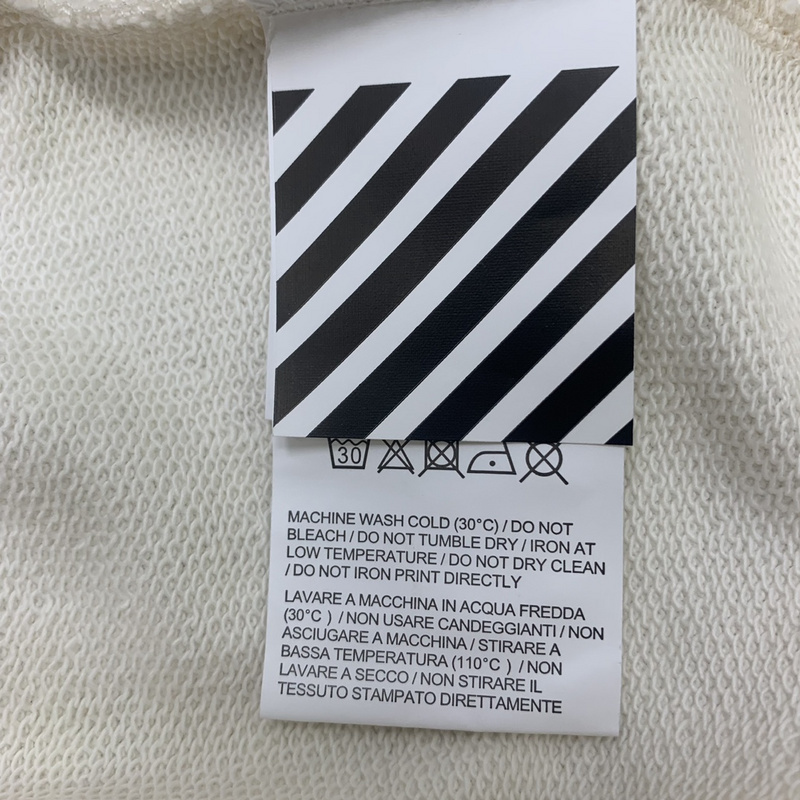 30
MACHINE WASH COLD (30°C) / DO NOT
BLEACH / DO NOT TUMBLE DRY / IRON AT
LOW TEMPERATURE / DO NOT DRY CLEAN
/ DO NOT IRON PRINT DIRECTLY
LAVARE A MACCHINA IN ACQUA FREDDA
(30°C ) / NON USARE CANDEGGIANTI / NON
ASCIUGARE A MACCHINA / STIRARE A
BASSA TEMPERATURA (110°C ) / NON
LAVARE A SECCO / NON STIRARE IL
TESSUTO STAMPATO DIRETTAMENTE